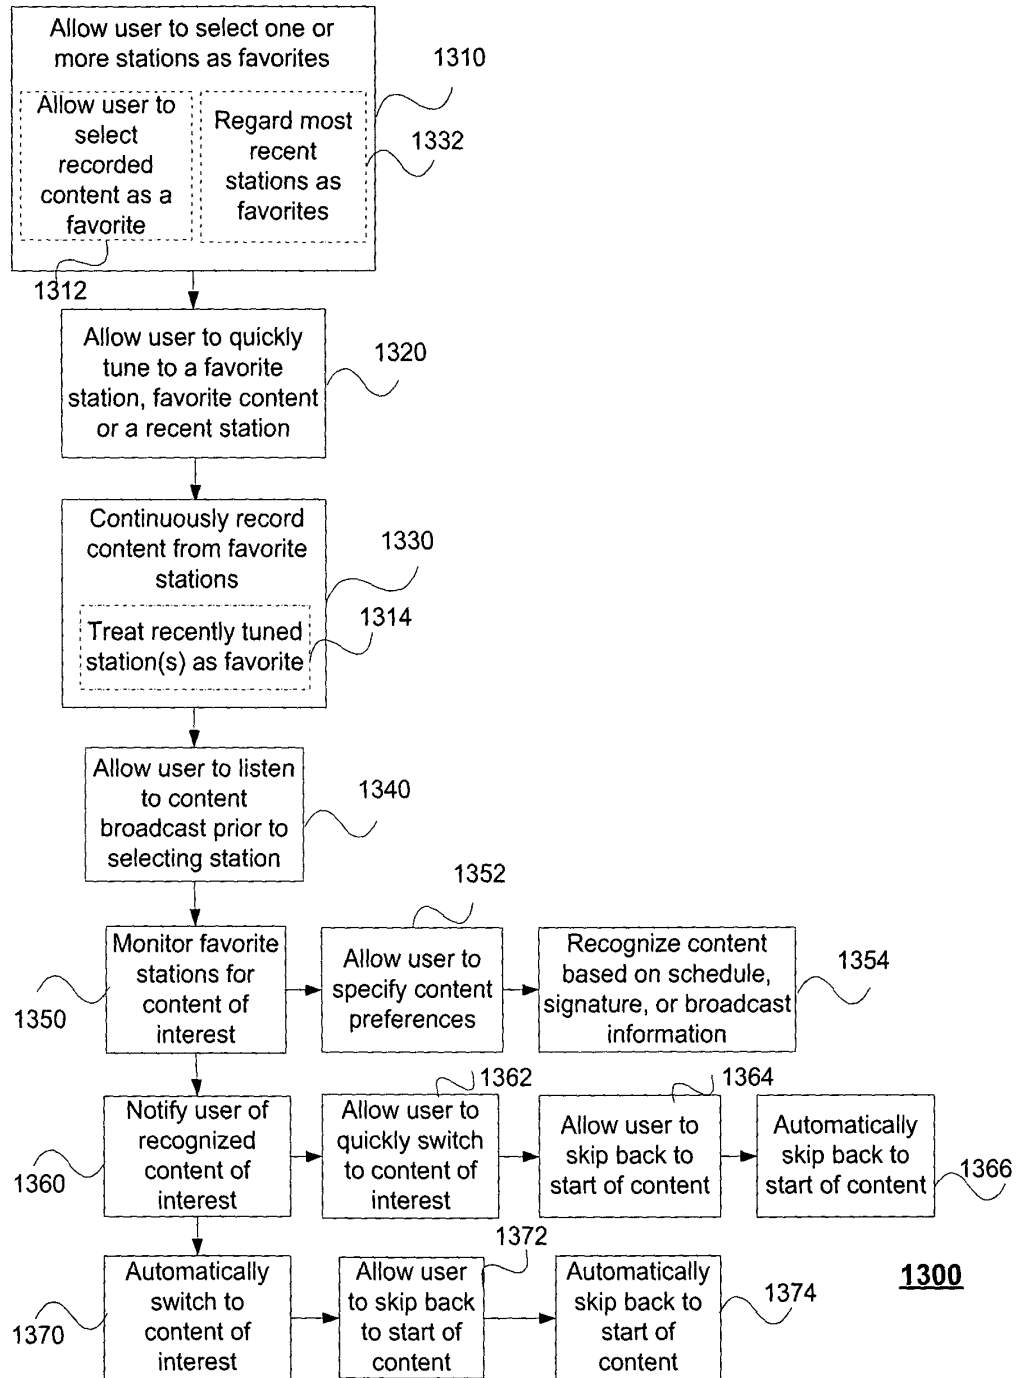 Allow user to select one or
more stations as favorites
1310
Allow user to
select
recorded
content as a
favorite
Regard most
recent
stations as
favorites
1332
1312
Allow user to quickly
tune to a favorite
station, favorite content
or a recent station
1320
Continuously record
content from favorite
stations
1330
Treat recently tuned
station(s) as favorite
1314
Allow user to listen
to content
broadcast prior to
selecting station
1340
Monitor favorite
stations for
content of
interest
1350
1352
Allow user to
specify content
preferences
Recognize content
based on schedule,
signature, or broadcast
information
1354
Notify user of
recognized
content of
interest
1360
1362
Allow user to
quickly switch
to content of
interest
1364
Allow user to
skip back to
start of content
Automatically
skip back to
start of content
1366
Automatically
switch to
content of
interest
1370
1372
Allow user
to skip back
to start of
content
Automatically
skip back to
start of
content
1374
1300